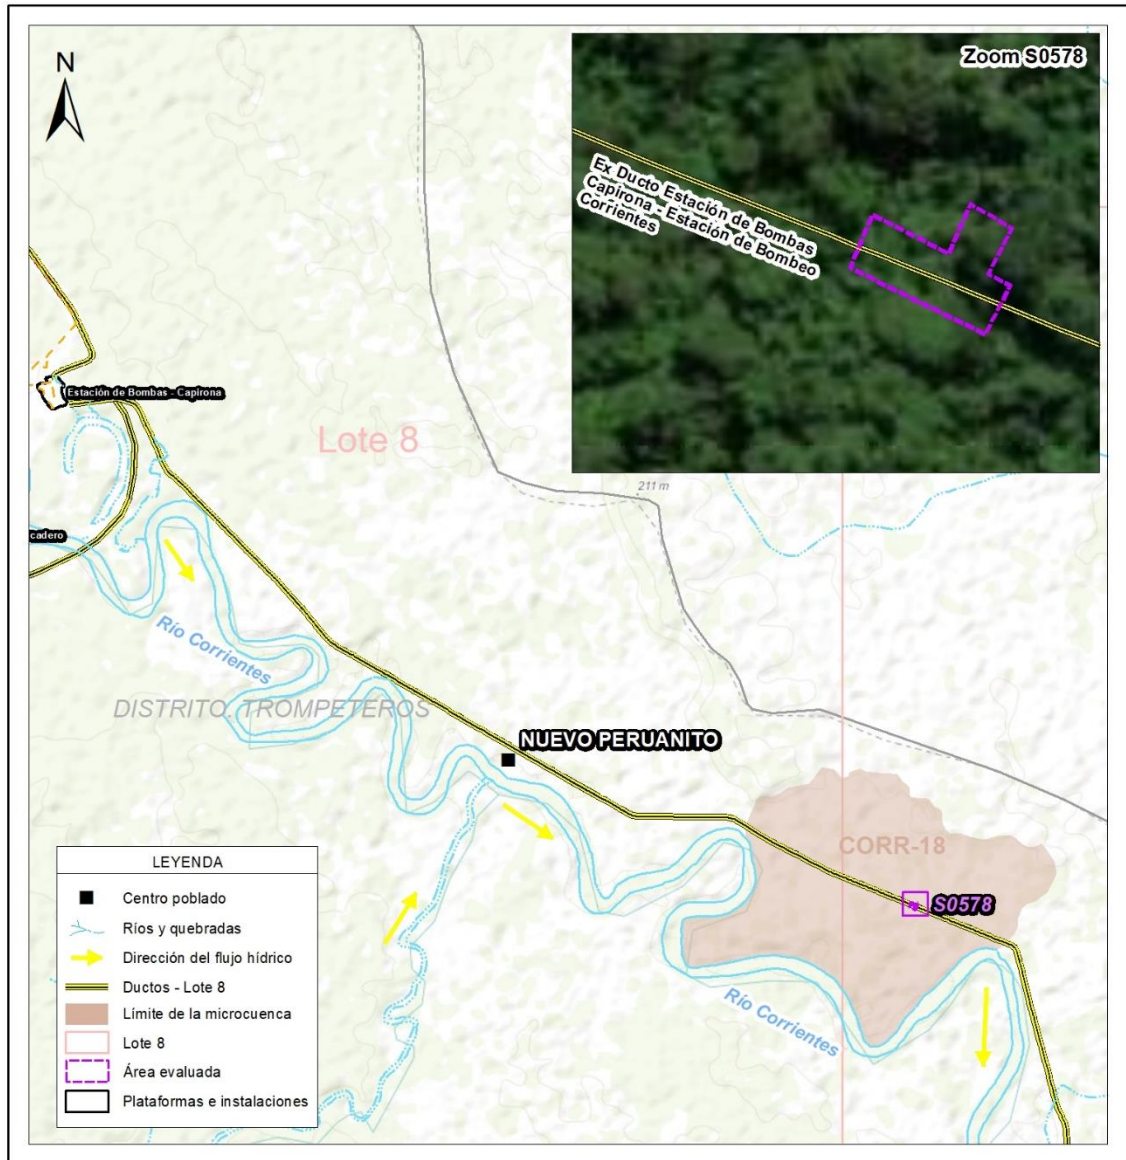 N
Zoom S0578
Ex Ducto Estación de Bombas
Capirona - Estación de Bombeo
Corrientes
Estación de Bombas - Capirona
Lote 8
211 m
cadero
Río Corrientes
DISTRITO. TROMPETEROS
NUEVO PERUANITO
CORR-18
S0578
Río Corrientes
LEYENDA
Centro poblado
Ríos y quebradas
Dirección del flujo hídrico
Ductos - Lote 8
Límite de la microcuenca
Lote 8
Área evaluada
Plataformas e instalaciones